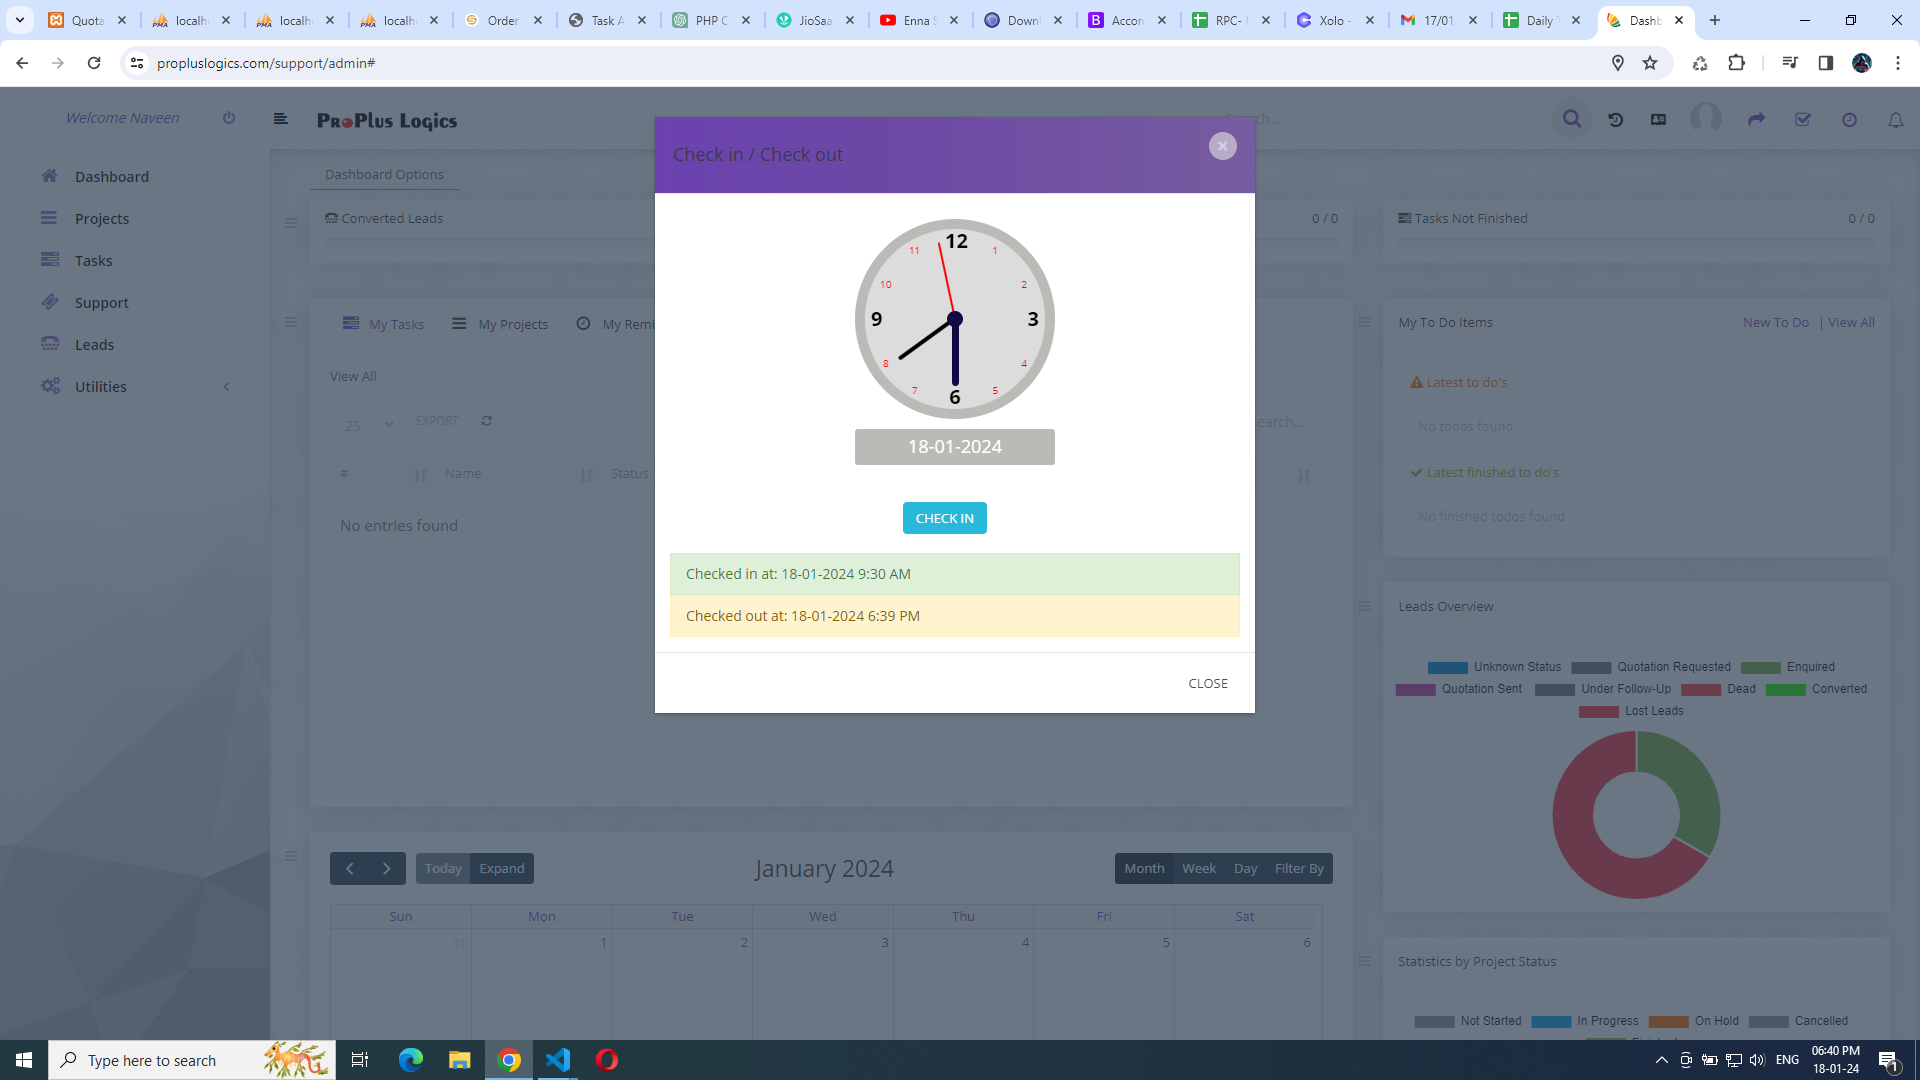 Quota
localh
localh
localh
Order
Task A
PHP C
JioSaa
Enna S
Downl
Accor
RPC-
Xolo -
17/01
Daily T
Dashb
propluslogics.com/support/admin#
Welcome Naveen
ProPlus Logics
Search...
Dashboard
Projects
Tasks
Support
Leads
Utilities
Dashboard Options
Converted Leads
0 / 0
Tasks Not Finished
0 / 0
Check in / Check out
12
1
2
3
4
5
6
7
8
9
10
11
18-01-2024
CHECK IN
Checked in at: 18-01-2024 9:30 AM
Checked out at: 18-01-2024 6:39 PM
CLOSE
My Tasks
My Projects
My Remi
View All
25
EXPORT
earch...
#
Name
Status
No entries found
My To Do Items
New To Do | View All
Latest to do's
No todos found
Latest finished to do's
No finished todos found
Leads Overview
Unknown Status
Quotation Requested
Enquired
Quotation Sent
Under Follow-Up
Dead
Converted
Lost Leads
Today
Expand
January 2024
Month
Week
Day
Filter By
Sun Mon Tue Wed Thu Fri Sat
31 1 2 3 4 5 6
Statistics by Project Status
Not Started
In Progress
On Hold
Cancelled
Type here to search
ENG
06:40 PM
18-01-24
1